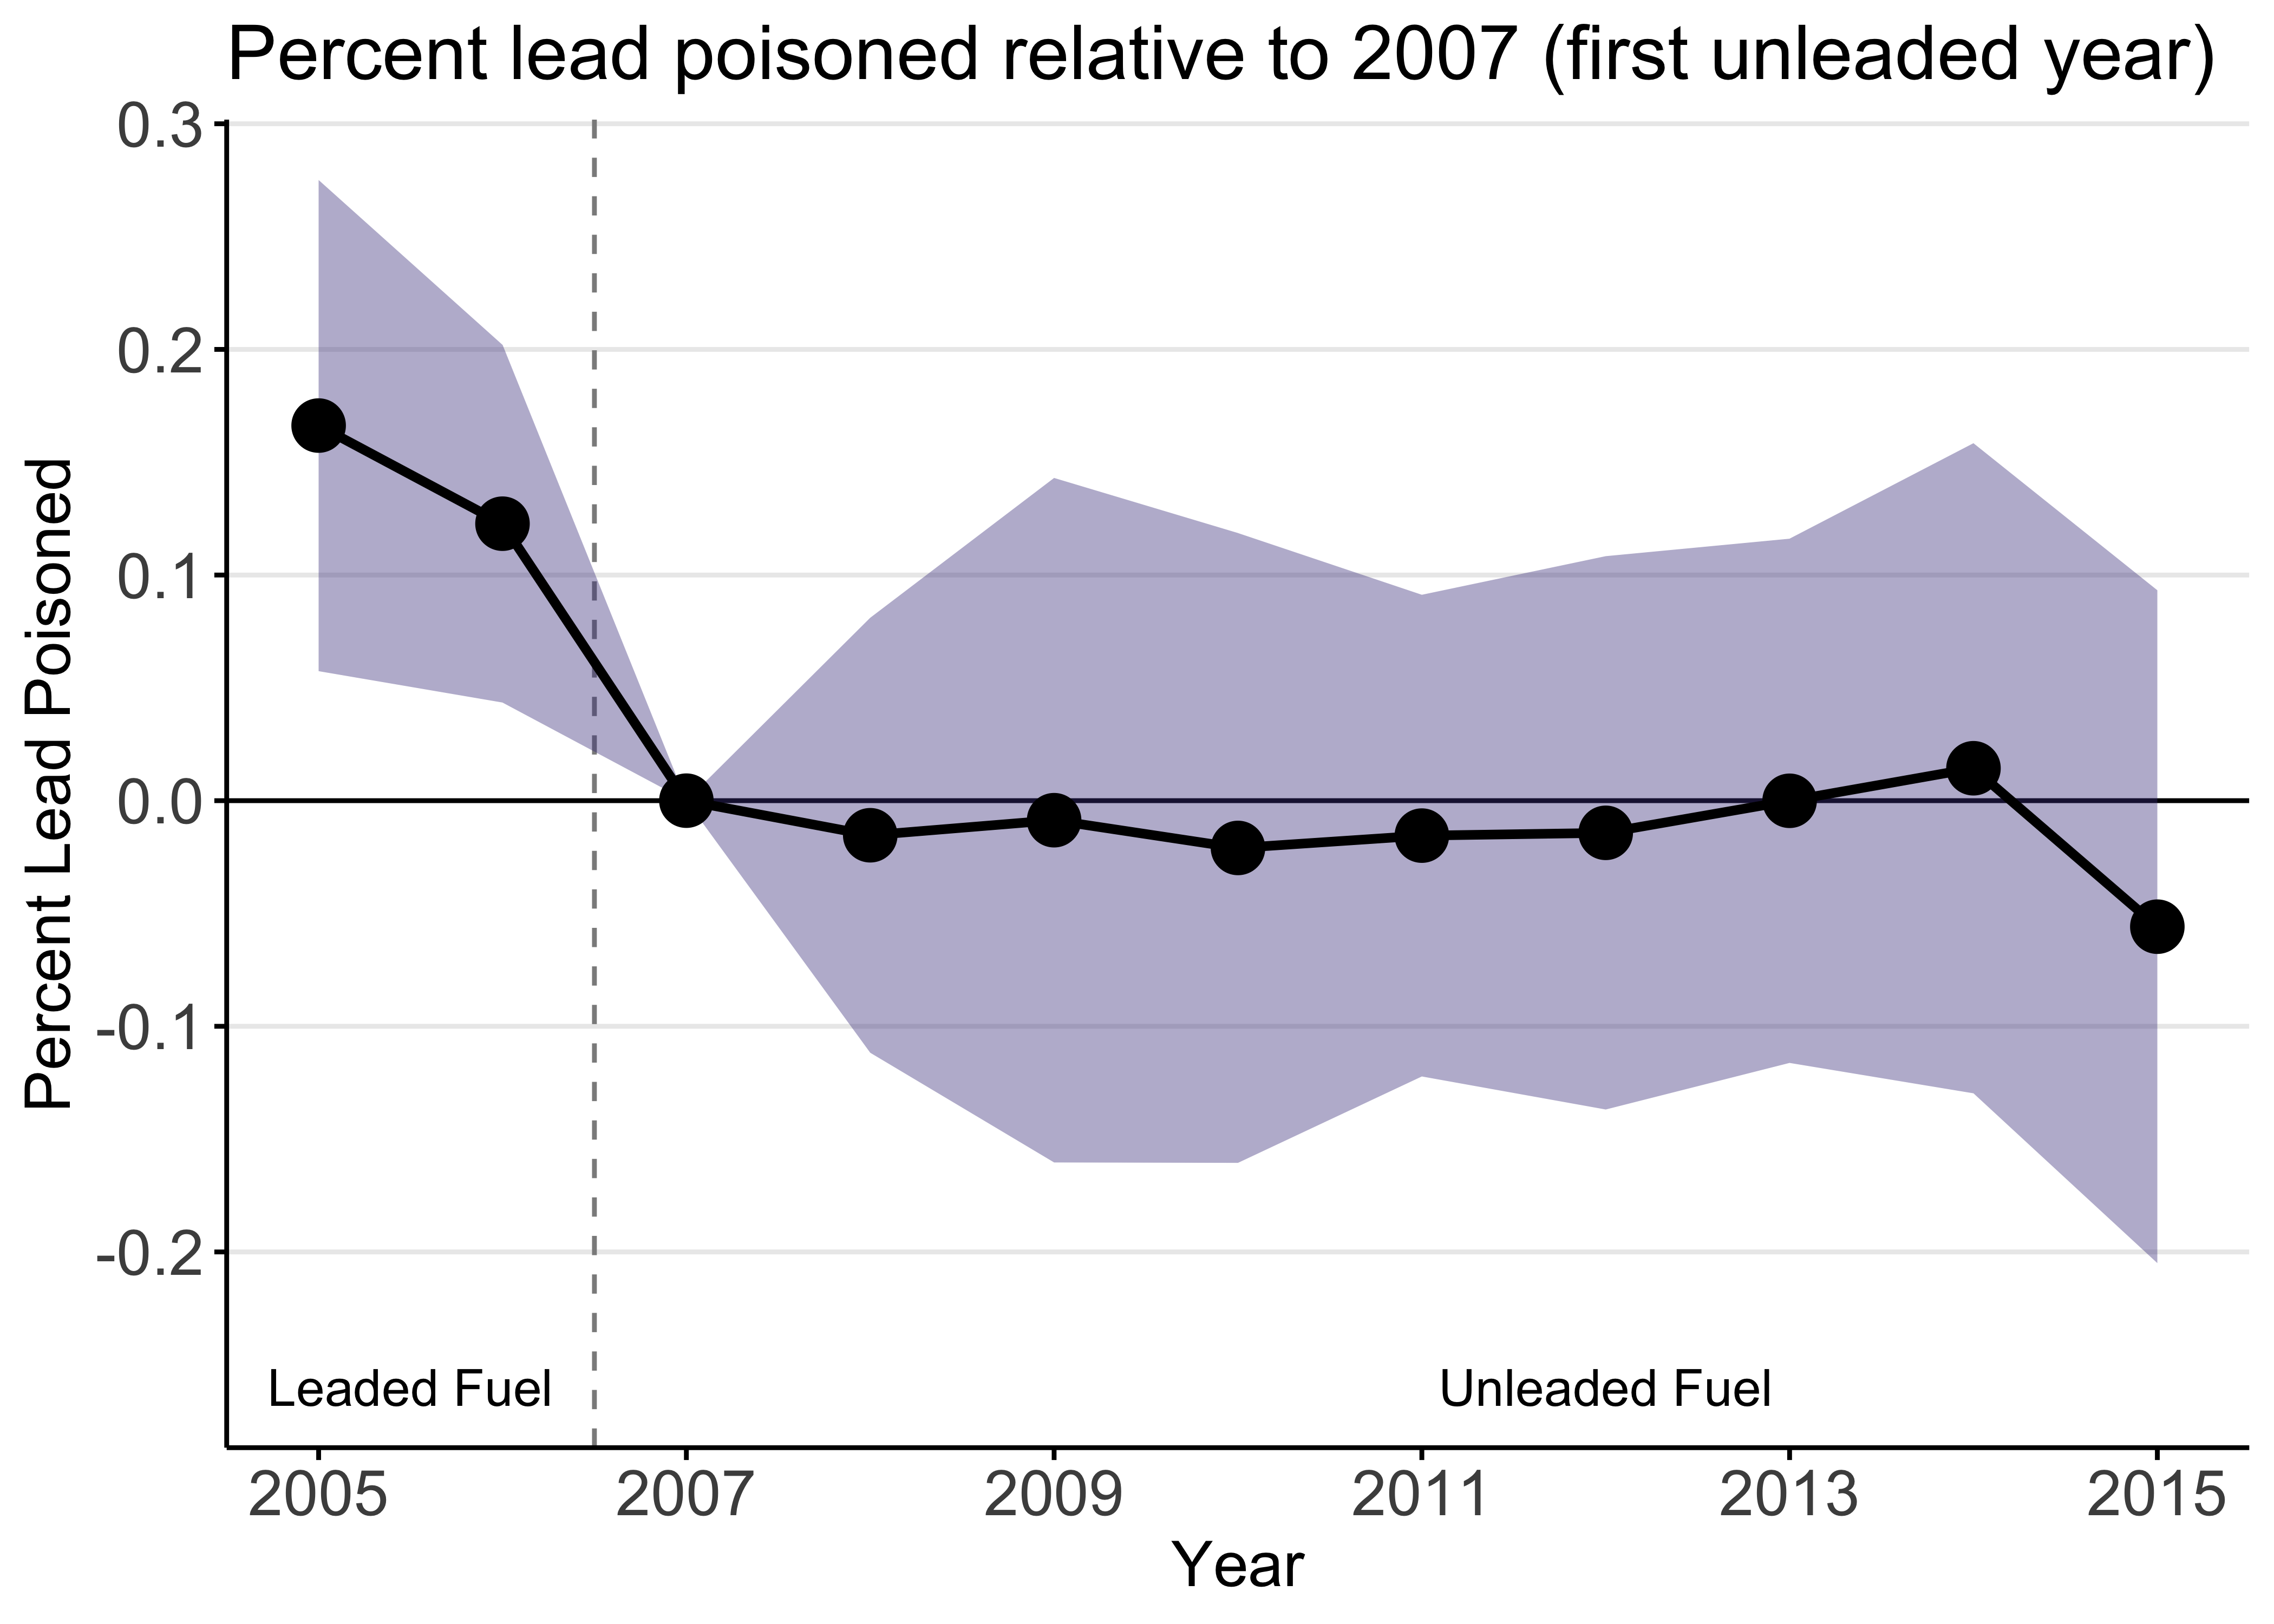 Percent lead poisoned relative to 2007 (first unleaded year)
Percent Lead Poisoned
0.3
0.2
0.1
0.0
-0.1
-0.2
Leaded Fuel
Unleaded Fuel
2005
2007
2009
2011
2013
2015
Year